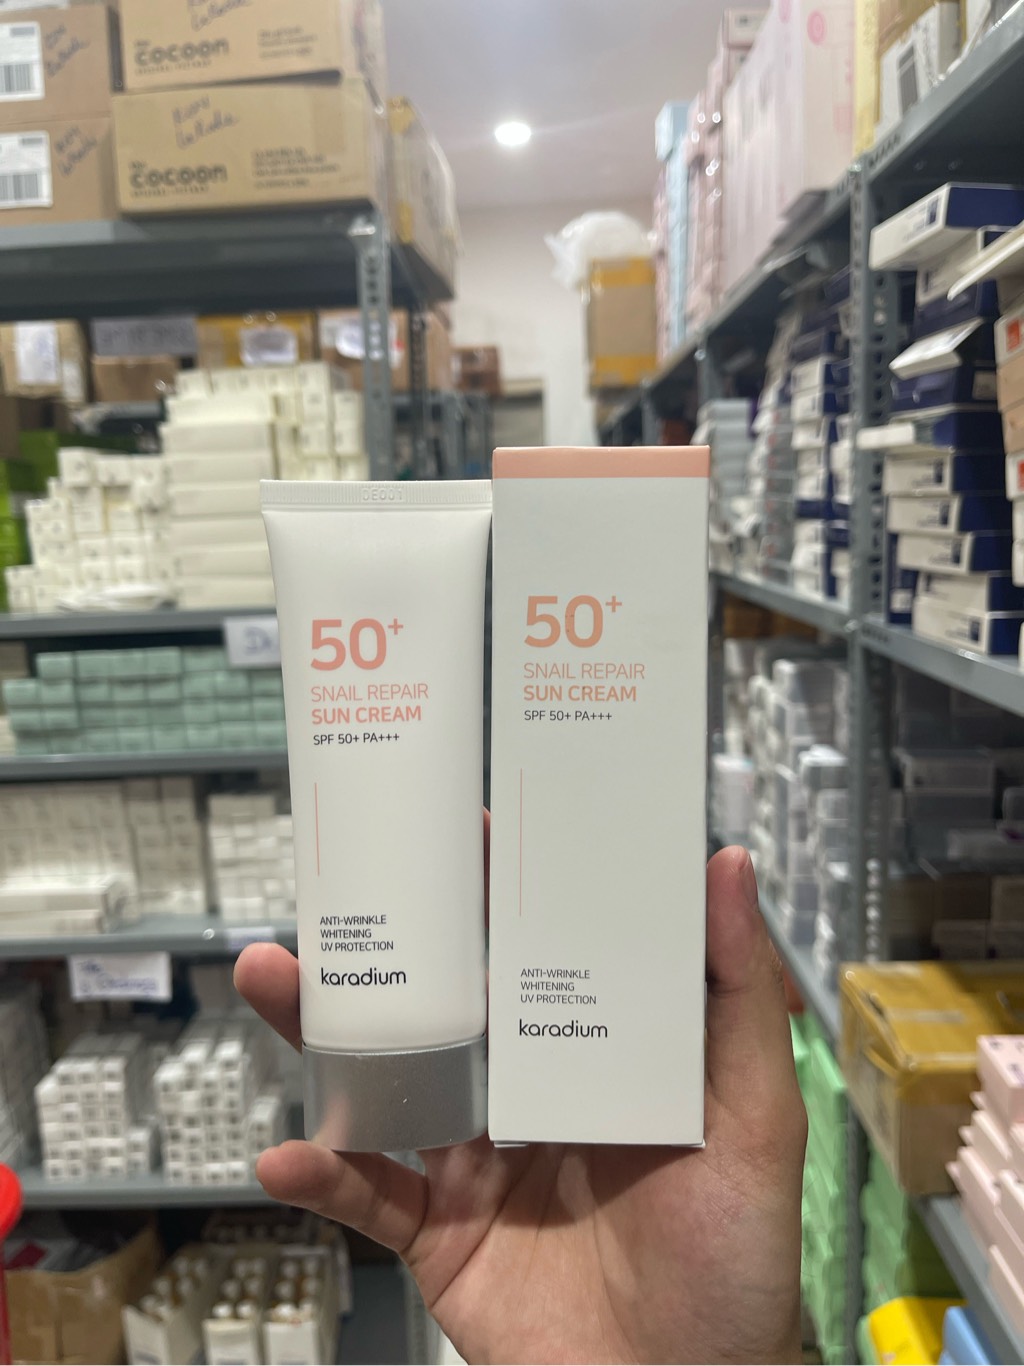 cocoon
cocoon
50+
SNAIL REPAIR
SUN CREAM
SPF 50+ PA+++
ANTI-WRINKLE
WHITENING
UV PROTECTION
karadium
50+
SNAIL REPAIR
SUN CREAM
SPF 50+ PA+++
ANTI-WRINKLE
WHITENING
UV PROTECTION
karadium